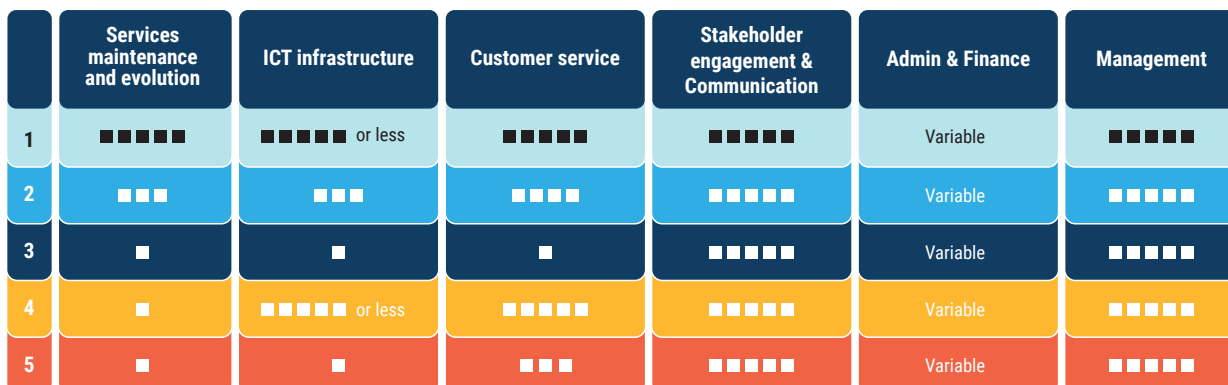 Services
maintenance
and evolution
ICT infrastructure
Customer service
Stakeholder
engagement &
Communication
Admin & Finance
Management
1
or less
Variable
2
Variable
3
Variable
4
or less
Variable
5
Variable